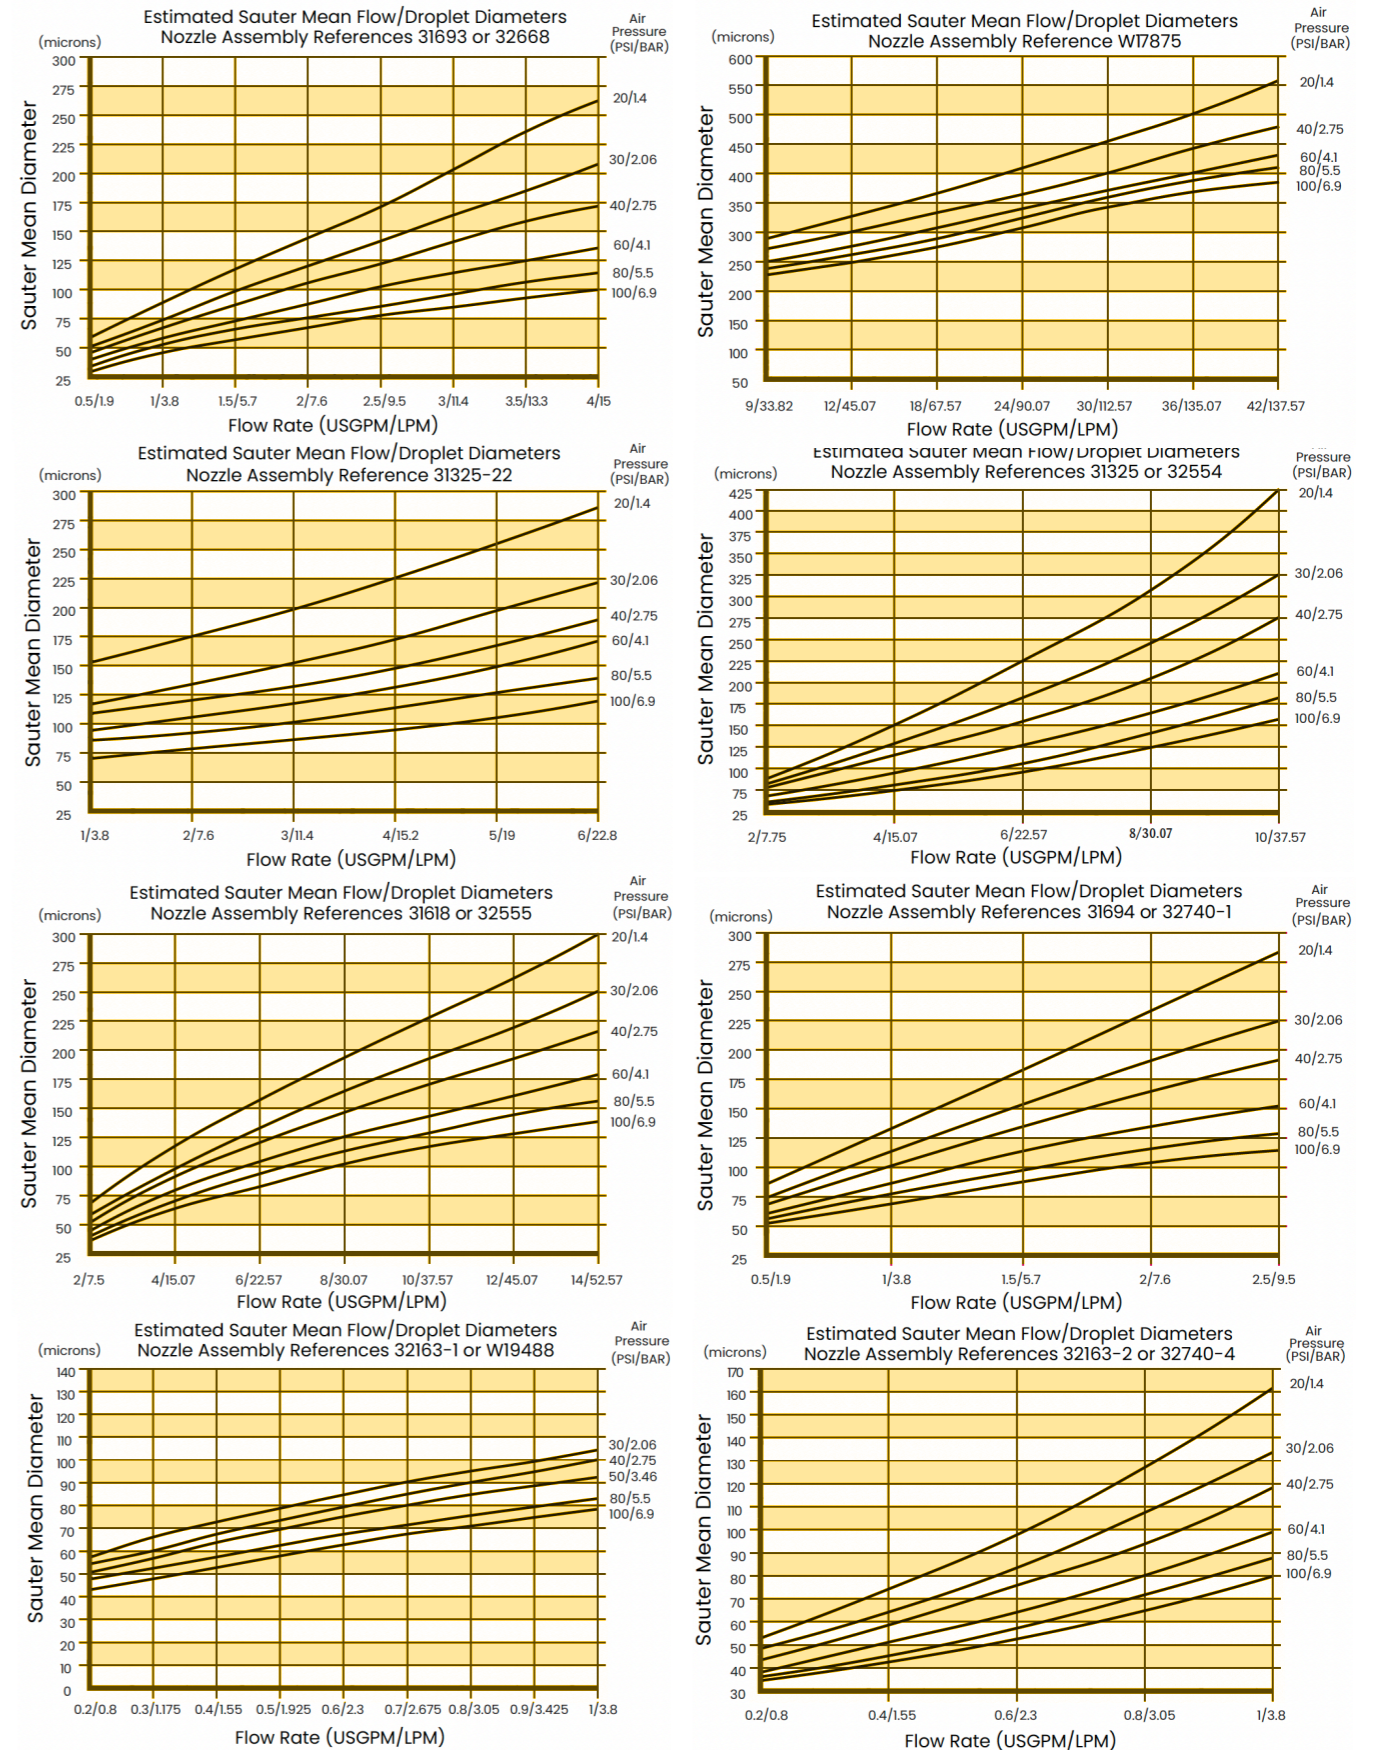 Estimated Sauter Mean Flow/Droplet Diameters
Nozzle Assembly References 31693 or 32668
Air
Pressure
(PSI/BAR)
(microns)
300
275
250
225
200
175
150
125
100
75
50
25
Sauter Mean Diameter
20/1.4
30/2.06
40/2.75
60/4.1
80/5.5
100/6.9
0.5/1.9 1/3.8 1.5/5.7 2/7.6 2.5/9.5 3/11.4 3.5/13.3 4/15
Flow Rate (USGPM/LPM)
Estimated Sauter Mean Flow/Droplet Diameters
Nozzle Assembly Reference W17875
Air
Pressure
(PSI/BAR)
(microns)
600
550
500
450
400
350
300
250
200
150
100
50
Sauter Mean Diameter
20/1.4
40/2.75
60/4.1
80/5.5
100/6.9
9/33.82 12/45.07 18/67.57 24/90.07 30/112.57 36/135.07 42/137.57
Flow Rate (USGPM/LPM)
Estimated Sauter Mean Flow/Droplet Diameters
Nozzle Assembly Reference 31325-22
Air
Pressure
(PSI/BAR)
(microns)
300
275
250
225
200
175
150
125
100
75
50
25
Sauter Mean Diameter
20/1.4
30/2.06
40/2.75
60/4.1
80/5.5
100/6.9
1/3.8 2/7.6 3/11.4 4/15.2 5/19 6/22.8
Flow Rate (USGPM/LPM)
Estimated Sauter Mean Flow/Droplet Diameters
Nozzle Assembly References 31325 or 32554
Pressure
(PSI/BAR)
(microns)
425
400
375
350
325
300
275
250
225
200
175
150
125
100
75
25
Sauter Mean Diameter
20/1.4
30/2.06
40/2.75
60/4.1
80/5.5
100/6.9
2/7.75 4/15.07 6/22.57 8/30.07 10/37.57
Flow Rate (USGPM/LPM)
Estimated Sauter Mean Flow/Droplet Diameters
Nozzle Assembly References 31618 or 32555
Air
Pressure
(PSI/BAR)
(microns)
300
275
250
225
200
175
150
125
100
75
50
25
Sauter Mean Diameter
20/1.4
30/2.06
40/2.75
60/4.1
80/5.5
100/6.9
2/7.5 4/15.07 6/22.57 8/30.07 10/37.57 12/45.07 14/52.57
Flow Rate (USGPM/LPM)
Estimated Sauter Mean Flow/Droplet Diameters
Nozzle Assembly References 31694 or 32740-1
Air
Pressure
(PSI/BAR)
(microns)
300
275
250
225
200
175
150
125
100
75
50
25
Sauter Mean Diameter
20/1.4
30/2.06
40/2.75
60/4.1
80/5.5
100/6.9
0.5/1.9 1/3.8 1.5/5.7 2/7.6 2.5/9.5
Flow Rate (USGPM/LPM)
Estimated Sauter Mean Flow/Droplet Diameters
Nozzle Assembly References 32163-1 or W19488
Air
Pressure
(PSI/BAR)
(microns)
140
130
120
110
100
90
80
70
60
50
40
30
20
10
0
Sauter Mean Diameter
30/2.06
40/2.75
50/3.46
80/5.5
100/6.9
0.2/0.8 0.3/1.175 0.4/1.55 0.5/1.925 0.6/2.3 0.7/2.675 0.8/3.05 0.9/3.425 1/3.8
Flow Rate (USGPM/LPM)
Estimated Sauter Mean Flow/Droplet Diameters
Nozzle Assembly References 32163-2 or 32740-4
Air
Pressure
(PSI/BAR)
(microns)
170
160
150
140
130
120
110
100
90
80
70
60
50
40
30
Sauter Mean Diameter
20/1.4
30/2.06
40/2.75
60/4.1
80/5.5
100/6.9
0.2/0.8 0.4/1.55 0.6/2.3 0.8/3.05 1/3.8
Flow Rate (USGPM/LPM)